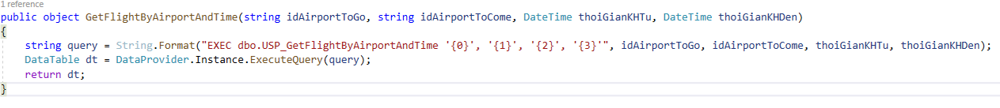 1 reference
public object GetFlightByAirportAndTime(string idAirportToGo, string idAirportToCome, DateTime thoiGianKHTu, DateTime thoiGianKHDen)
{
string query = String.Format("EXEC dbo.USP_GetFlightByAirportAndTime '{0}', '{1}', '{2}', '{3}'", idAirportToGo, idAirportToCome, thoiGianKHTu, thoiGianKHDen);
DataTable dt = DataProvider.Instance.ExecuteQuery(query);
return dt;
}